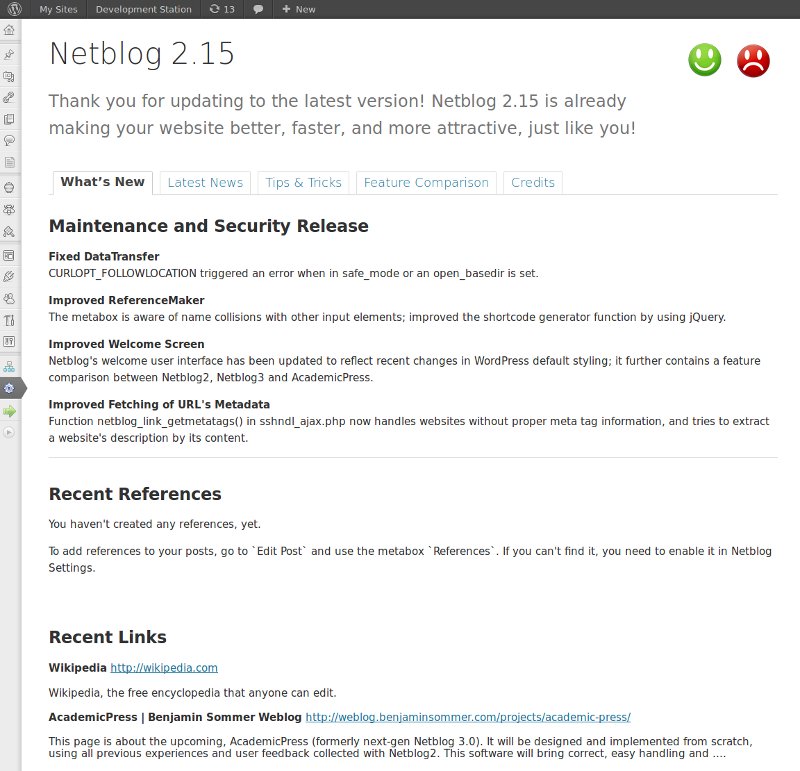 My Sites Development Station 13 New
Netblog 2.15
Thank you for updating to the latest version! Netblog 2.15 is already
making your website better, faster, and more attractive, just like you!
What's New Latest News Tips & Tricks Feature Comparison Credits
Maintenance and Security Release
Fixed DataTransfer
CURLOPT_FOLLOWLOCATION triggered an error when in safe_mode or an open_basedir is set.
Improved ReferenceMaker
The metabox is aware of name collisions with other input elements; improved the shortcode generator function by using jQuery.
Improved Welcome Screen
Netblog's welcome user interface has been updated to reflect recent changes in WordPress default styling; it further contains a feature
comparison between Netblog2, Netblog3 and AcademicPress.
Improved Fetching of URL's Metadata
Function netblog_link_getmetatags() in sshndl_ajax.php now handles websites without proper meta tag information, and tries to extract
a website's description by its content.
Recent References
You haven't created any references, yet.
To add references to your posts, go to `Edit Post` and use the metabox `References`. If you can't find it, you need to enable it in Netblog
Settings.
Recent Links
Wikipedia http://wikipedia.com
Wikipedia, the free encyclopedia that anyone can edit.
AcademicPress | Benjamin Sommer Weblog http://weblog.benjaminsommer.com/projects/academic-press/
This page is about the upcoming, AcademicPress (formerly next-gen Netblog 3.0). It will be designed and implemented from scratch,
using all previous experiences and user feedback collected with Netblog2. This software will bring correct, easy handling and ....